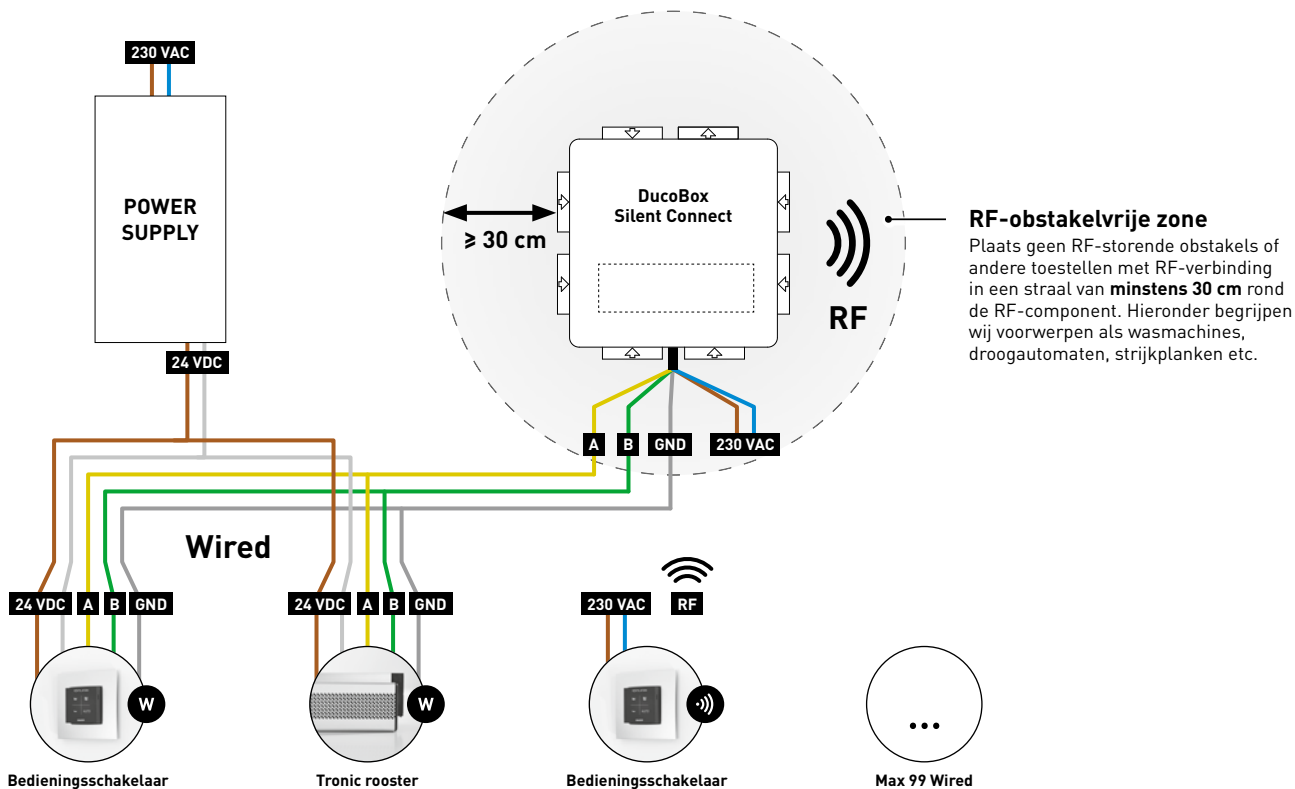 230 VAC
POWER
SUPPLY
24 VDC
DucoBox
Silent Connect
≥ 30 cm
RF
RF-obstakelvrije zone
Plaats geen RF-storende obstakels of
andere toestellen met RF-verbinding
in een straal van minstens 30 cm rond
de RF-component. Hieronder begrijpen
wij voorwerpen als wasmachines,
droogautomaten, strijkplanken etc.
A B GND 230 VAC
Wired
24 VDC A B GND
24 VDC A B GND
230 VAC RF
W
W
...
Bedieningsschakelaar
Tronic rooster
Bedieningsschakelaar
Max 99 Wired